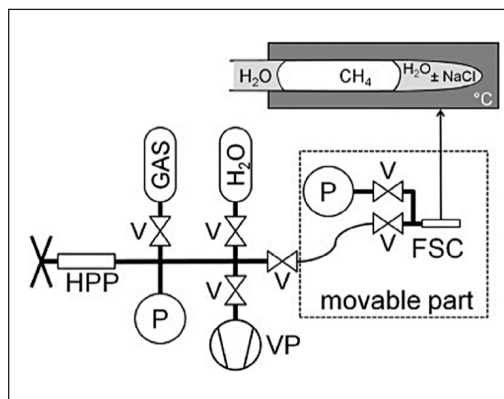 H₂O CH₄ H₂O ± NaCl
°C
GAS H₂O
V V V
P V
V V
HPP FSC
P VP movable part